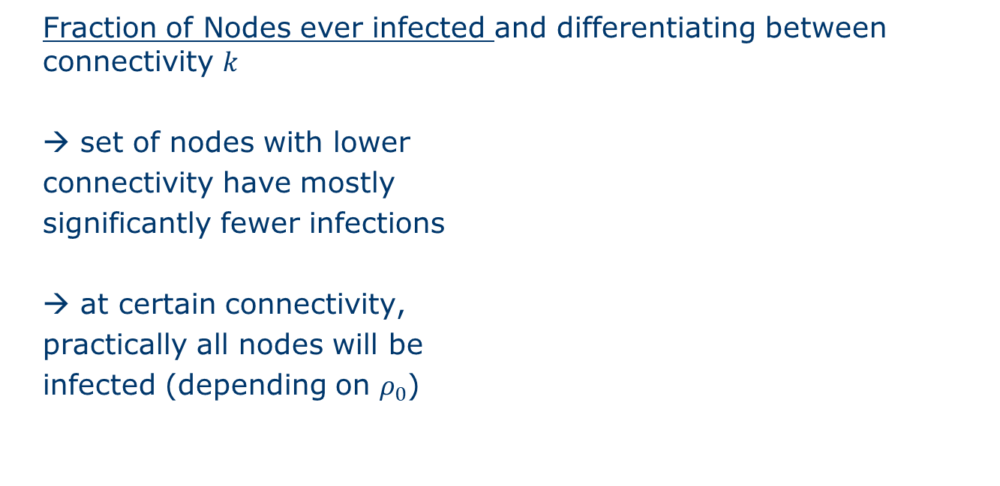 Fraction of Nodes ever infected and differentiating between
connectivity k
→ set of nodes with lower
connectivity have mostly
significantly fewer infections
→ at certain connectivity,
practically all nodes will be
infected (depending on ρ₀)